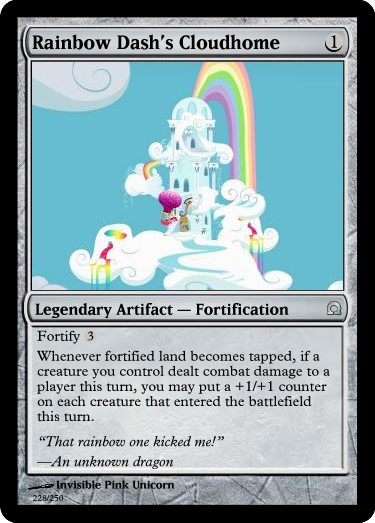 Rainbow Dash's Cloudhome 1
Legendary Artifact — Fortification
Fortify 3
Whenever fortified land becomes tapped, if a
creature you control dealt combat damage to a
player this turn, you may put a +1/+1 counter
on each creature that entered the battlefield
this turn.
"That rainbow one kicked me!"
—An unknown dragon
Invisible Pink Unicorn
228/250